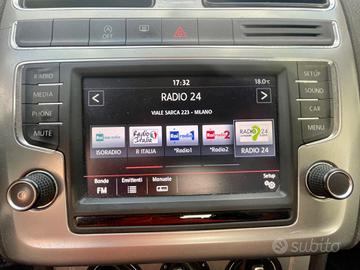 A
RADIO
MEDIA
PHONE
MUTE
SETUP
SOUND
CAR
MENU
17:32
18.0°C
RADIO 24
VIALE SARCA 223 - MILANO
ISORADIO
R ITALIA
*Radio1
*Radio2
RADIO 24
Banda
Emittenti
Manuale
Setup
FM
subito